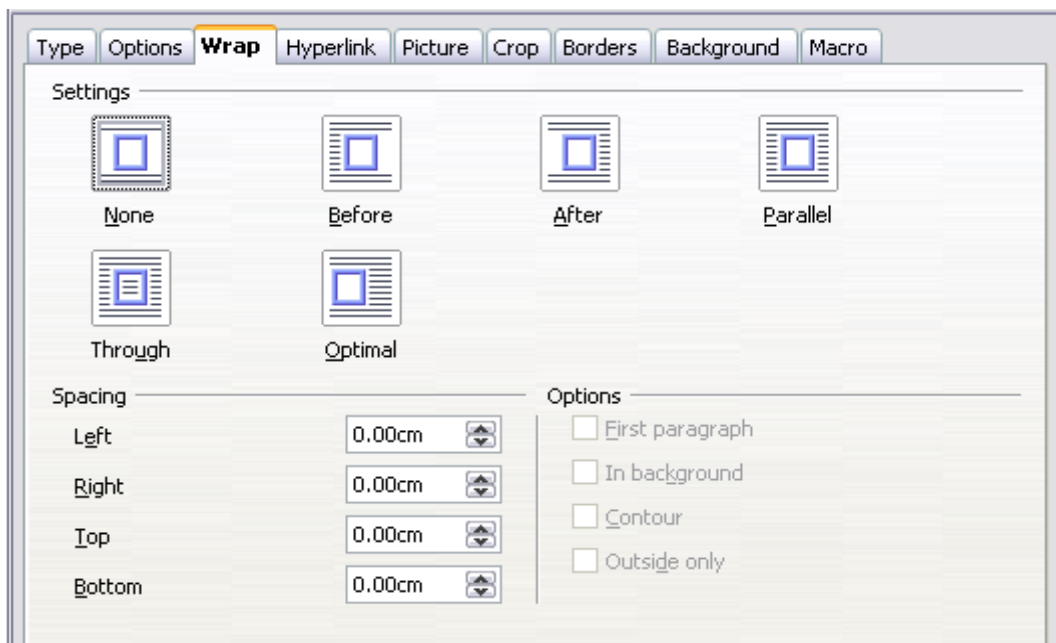 Type Options Wrap Hyperlink Picture Crop Borders Background Macro
Settings
None Before After Parallel
Through Optimal
Spacing Options
Left 0.00cm First paragraph
Right 0.00cm In background
Top 0.00cm Contour
Bottom 0.00cm Outside only